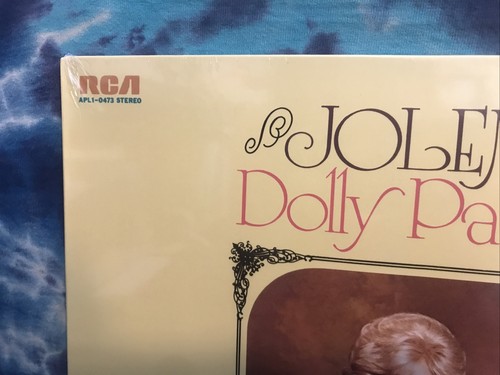 RCA
APL1-0473 STEREO
JOLE
Dolly Pa